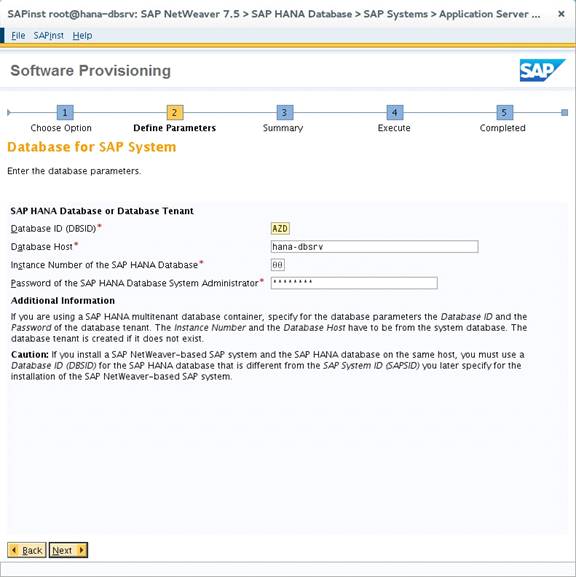 SAPinst root@hana-dbsrv: SAP NetWeaver 7.5 > SAP HANA Database > SAP Systems > Application Server ... ×
File SAPinst Help
Software Provisioning
SAP
1 2 3 4 5
Choose Option Define Parameters Summary Execute Completed
Database for SAP System
Enter the database parameters.
SAP HANA Database or Database Tenant
Database ID (DBSID)* AZD
Database Host* hana-dbsrv
Instance Number of the SAP HANA Database* 00
Password of the SAP HANA Database System Administrator* ********
Additional Information
If you are using a SAP HANA multitenant database container, specify for the database parameters the Database ID and the
Password of the database tenant. The Instance Number and the Database Host have to be from the system database. The
database tenant is created if it does not exist.
Caution: If you install a SAP NetWeaver-based SAP system and the SAP HANA database on the same host, you must use a
Database ID (DBSID) for the SAP HANA database that is different from the SAP System ID (SAPSID) you later specify for the
installation of the SAP NetWeaver-based SAP system.
Back Next